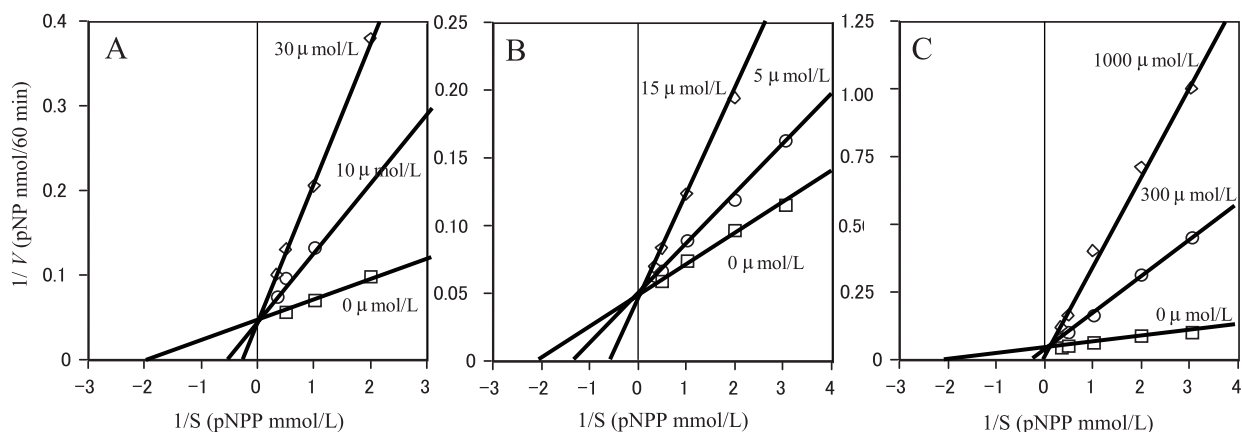 A
30 μ mol/L
10 μ mol/L
0 μ mol/L
0.4
0.3
0.2
0.1
0
−3 −2 −1 0 1 2 3
1/ V (pNP nmol/60 min)
1/S (pNPP mmol/L)
B
15 μ mol/L
5 μ mol/L
0 μ mol/L
0.25
0.20
0.15
0.10
0.05
0
−3 −2 −1 0 1 2 3 4
1/S (pNPP mmol/L)
C
1000 μ mol/L
300 μ mol/L
0 μ mol/L
1.25
1.00
0.75
0.50
0.25
0
−3 −2 −1 0 1 2 3 4
1/S (pNPP mmol/L)